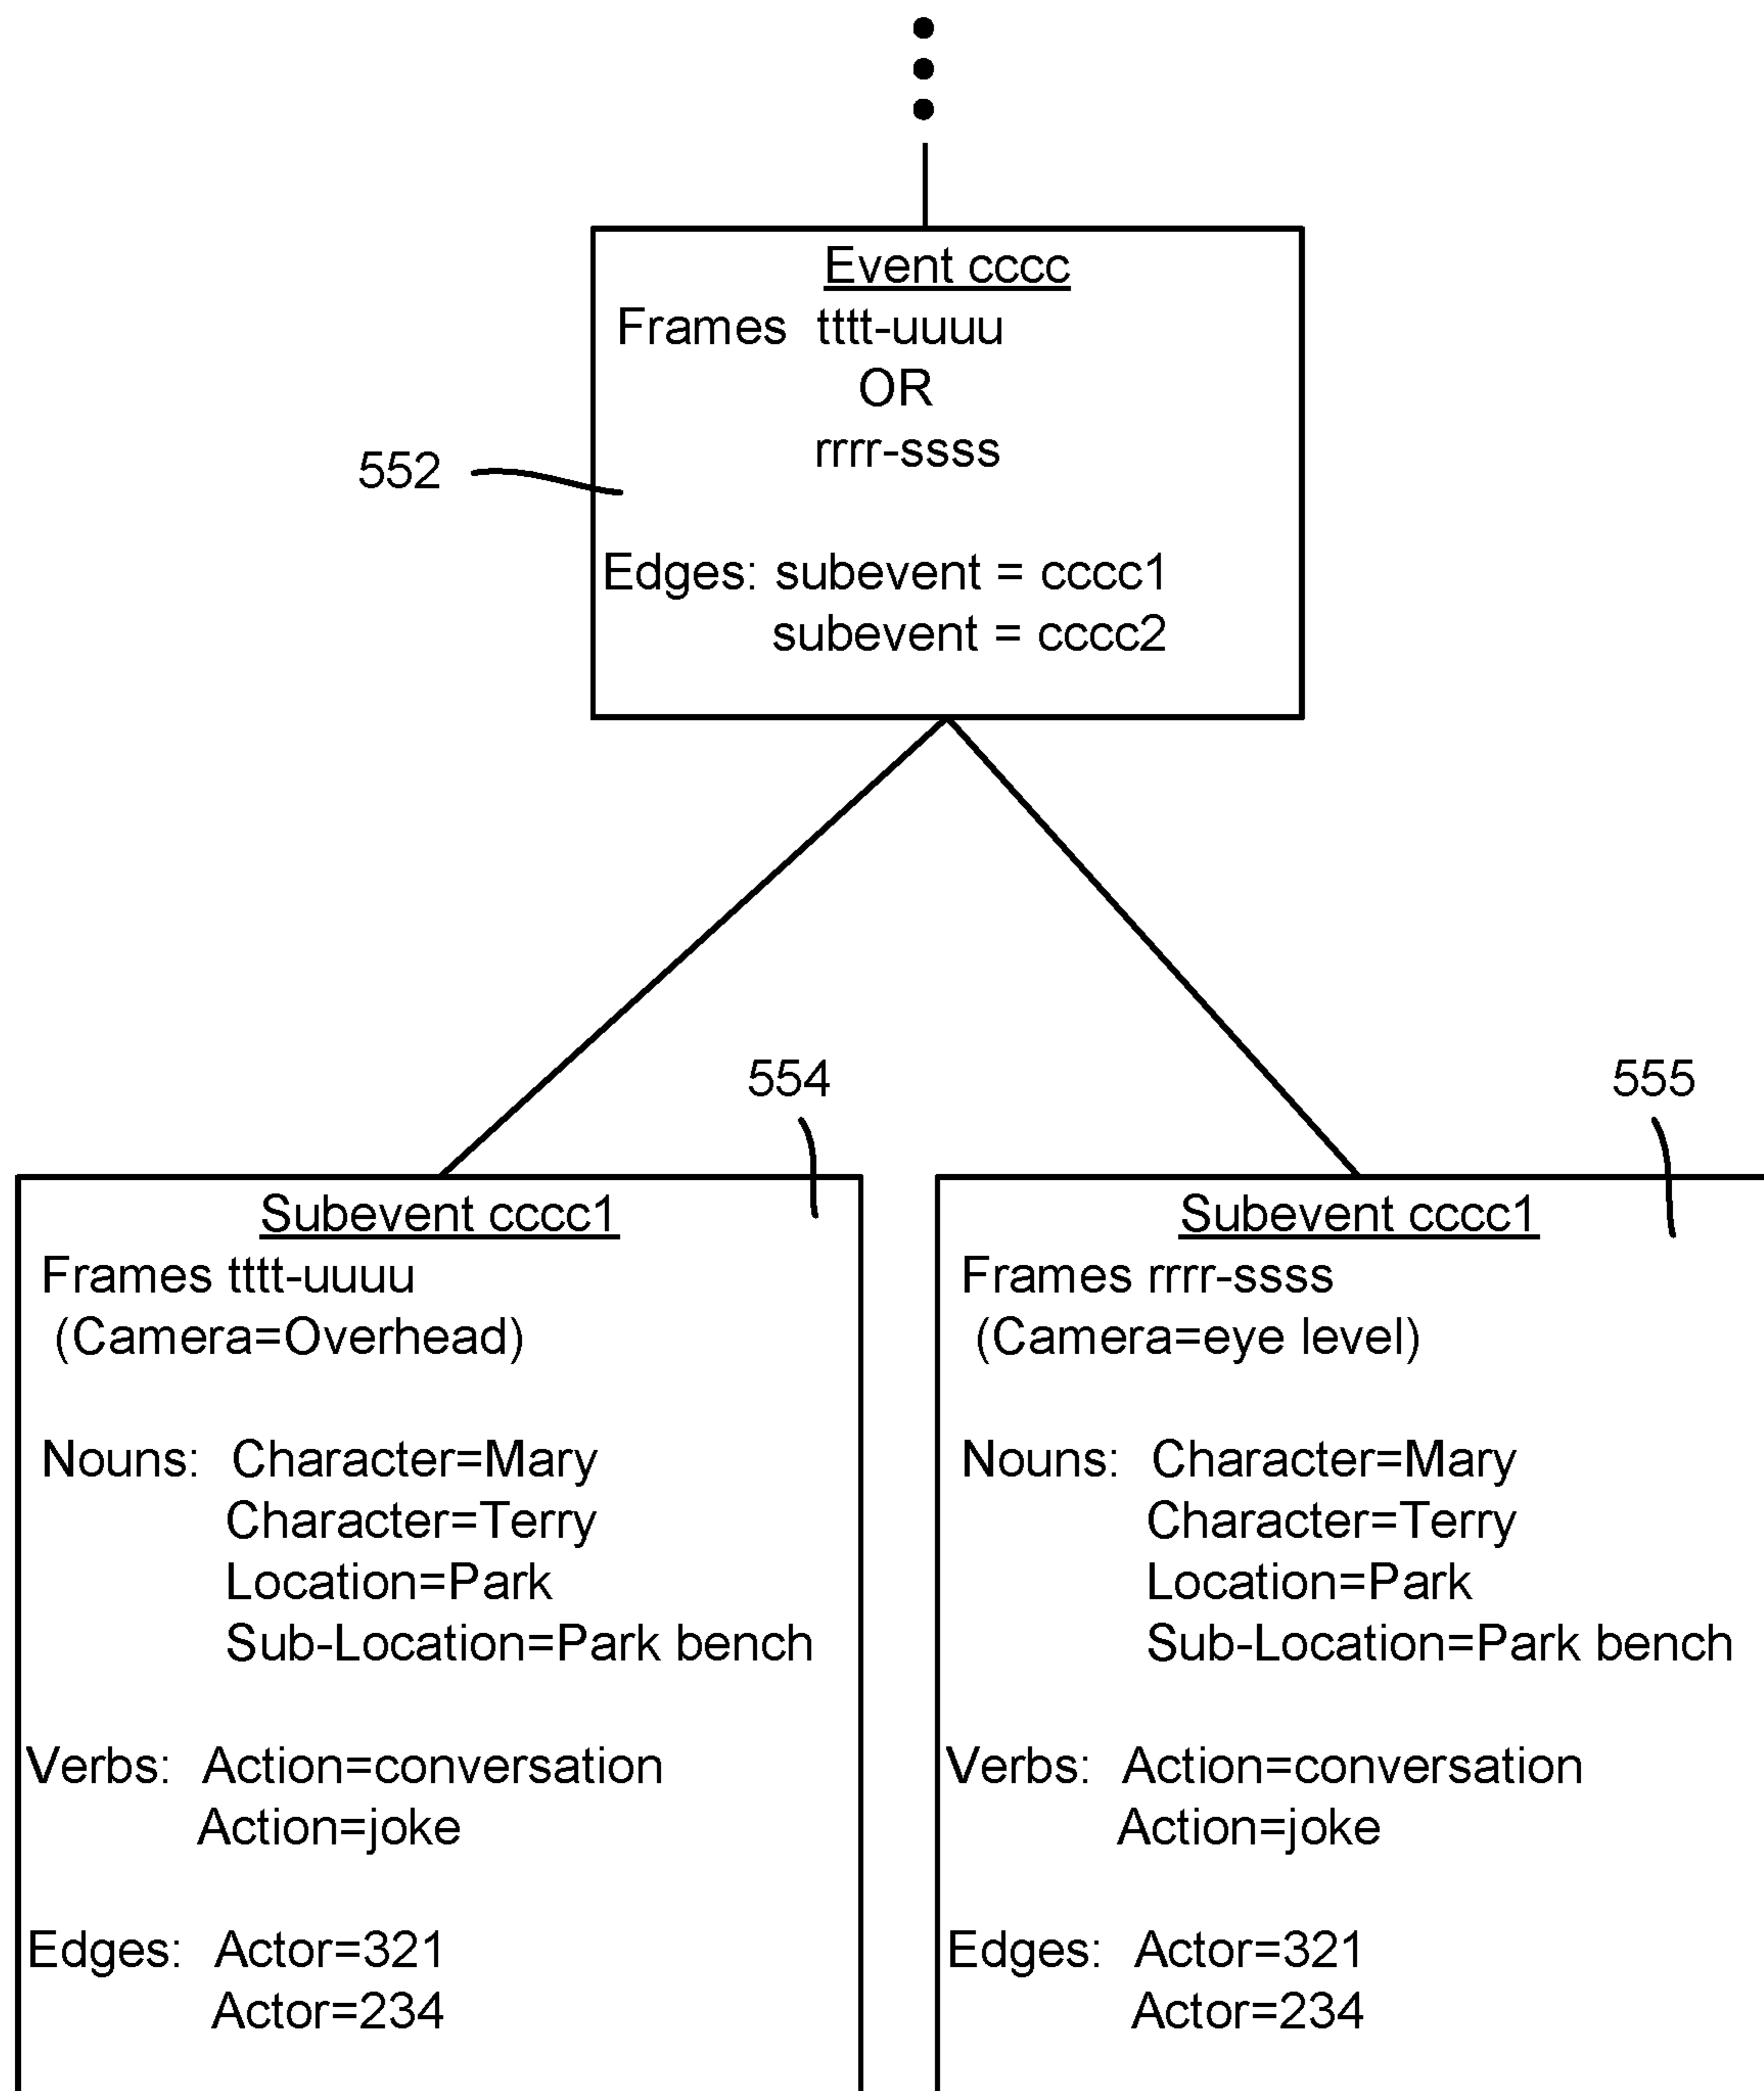 Event cccc
Frames tttt-uuuu
OR
rrrr-ssss
552
Edges: subevent = cccc1
subevent = cccc2
554
555
Subevent cccc1
Frames tttt-uuuu
(Camera=Overhead)
Nouns: Character=Mary
Character=Terry
Location=Park
Sub-Location=Park bench
Verbs: Action=conversation
Action=joke
Edges: Actor=321
Actor=234
Subevent cccc1
Frames rrrr-ssss
(Camera=eye level)
Nouns: Character=Mary
Character=Terry
Location=Park
Sub-Location=Park bench
Verbs: Action=conversation
Action=joke
Edges: Actor=321
Actor=234